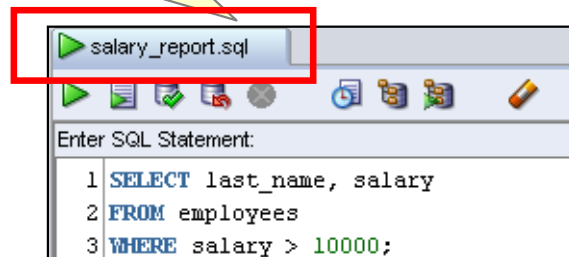 salary_report.sql
Enter SQL Statement:
1 SELECT last_name, salary
2 FROM employees
3 WHERE salary > 10000;